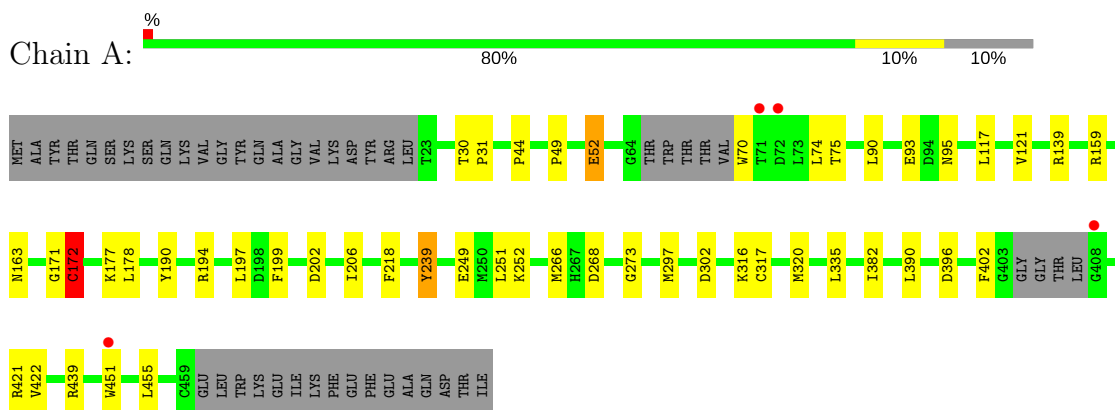 %
Chain A:
80% 10% 10%
MET ALA TYR THR GLN SER LYS SER GLN LYS VAL GLY TYR GLN ALA GLY VAL LYS ASP TYR ARG LEU T23 T30 P31 P44 P49 E52 G64 THR TRP THR THR VAL W70 T71 D72 L73 L74 T75 L90 E93 D94 N95 L117 V121 R139 R159
N163 G171 C172 K177 L178 Y190 R194 L197 D198 F199 D202 I206 F218 Y239 E249 M250 L251 K252 M266 H267 D268 G273 M297 D302 K316 C317 M320 L335 I382 L390 D396 F402 G403 GLY GLY THR LEU G408
R421 V422 R439 W451 L455 C459 GLU LEU TRP LYS GLU ILE LYS PHE GLU PHE GLU ALA GLN ASP THR ILE